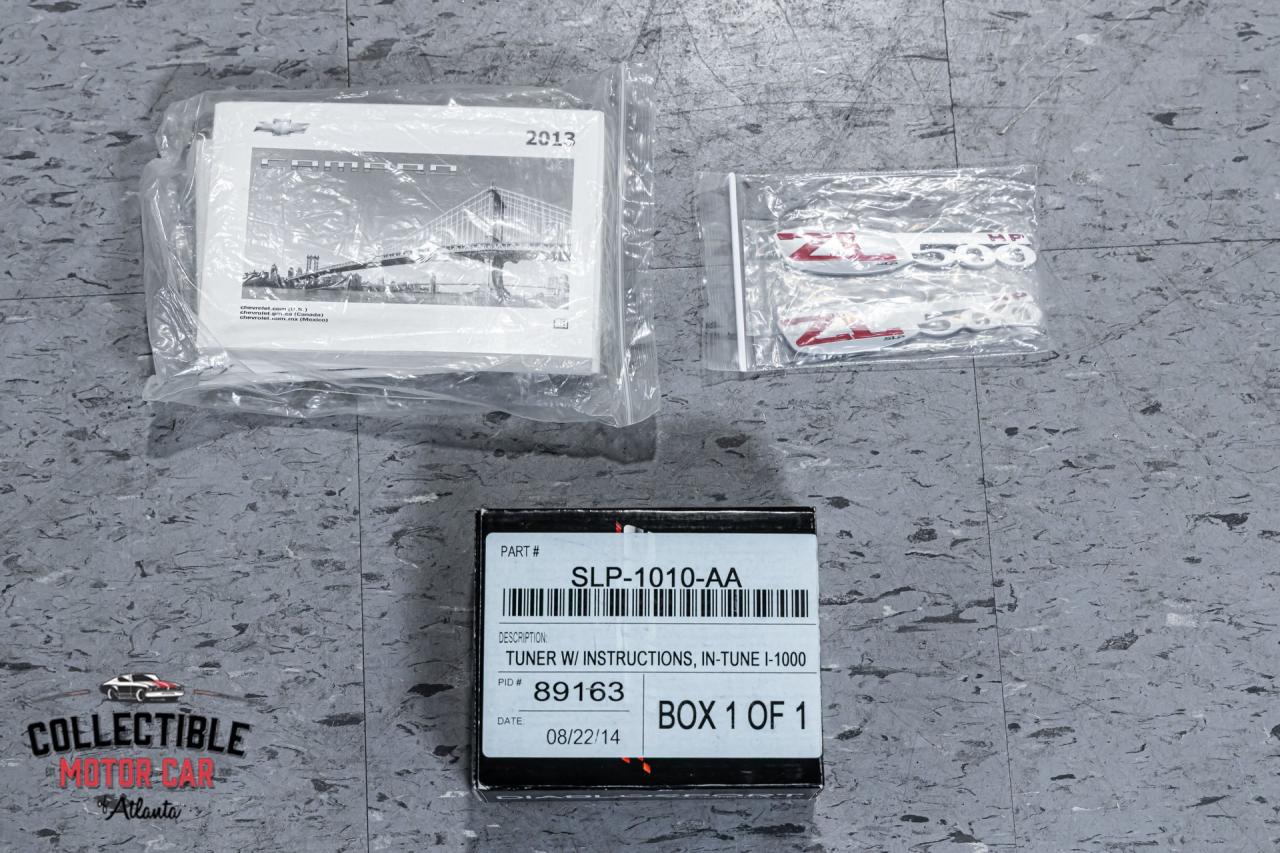 2013
CAMARO
chevrolet.com (U.S.)
chevrolet.gm.ca (Canada)
chevrolet.com.mx (Mexico)
ZL HP
ZL
SLP
PART #
SLP-1010-AA
DESCRIPTION:
TUNER W/ INSTRUCTIONS, IN-TUNE I-1000
PID # 89163
BOX 1 OF 1
DATE: 08/22/14
COLLECTIBLE
MOTOR CAR
of Atlanta